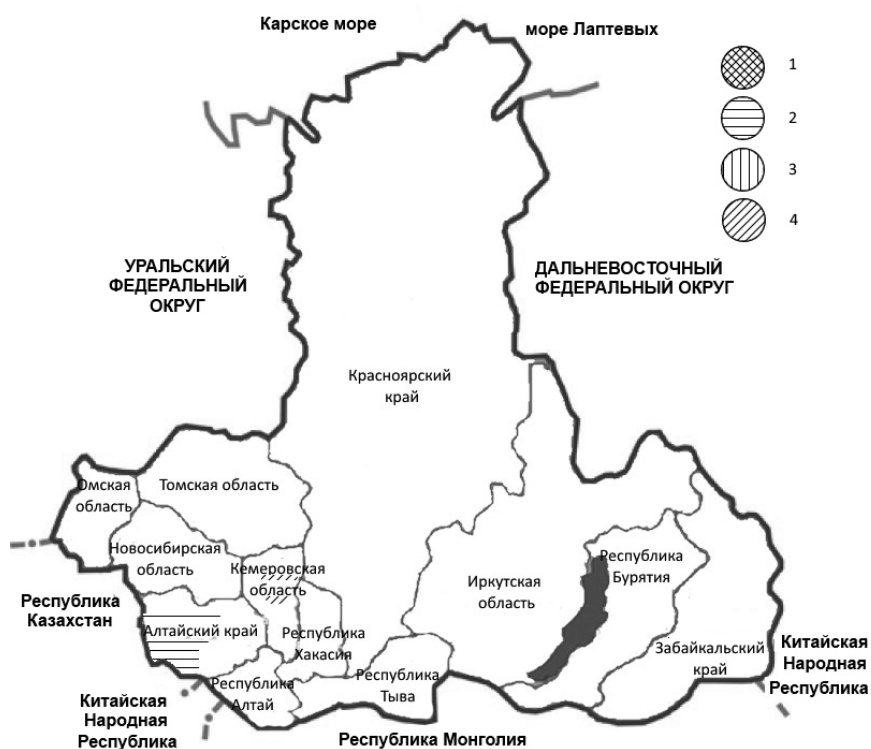 Карское море
море Лаптевых
1
2
3
4
УРАЛЬСКИЙ
ФЕДЕРАЛЬНЫЙ
ОКРУГ
ДАЛЬНЕВОСТОЧНЫЙ
ФЕДЕРАЛЬНЫЙ ОКРУГ
Красноярский
край
Омская
область
Томская область
Новосибирская
область
Кемеровская
область
Республика
Бурятия
Иркутская
область
Республика
Казахстан
Алтайский край
Республика
Хакасия
Забайкальский
край
Китайская
Народная
Республика
Республика
Алтай
Республика
Тыва
Китайская
Народная
Республика
Республика Монголия